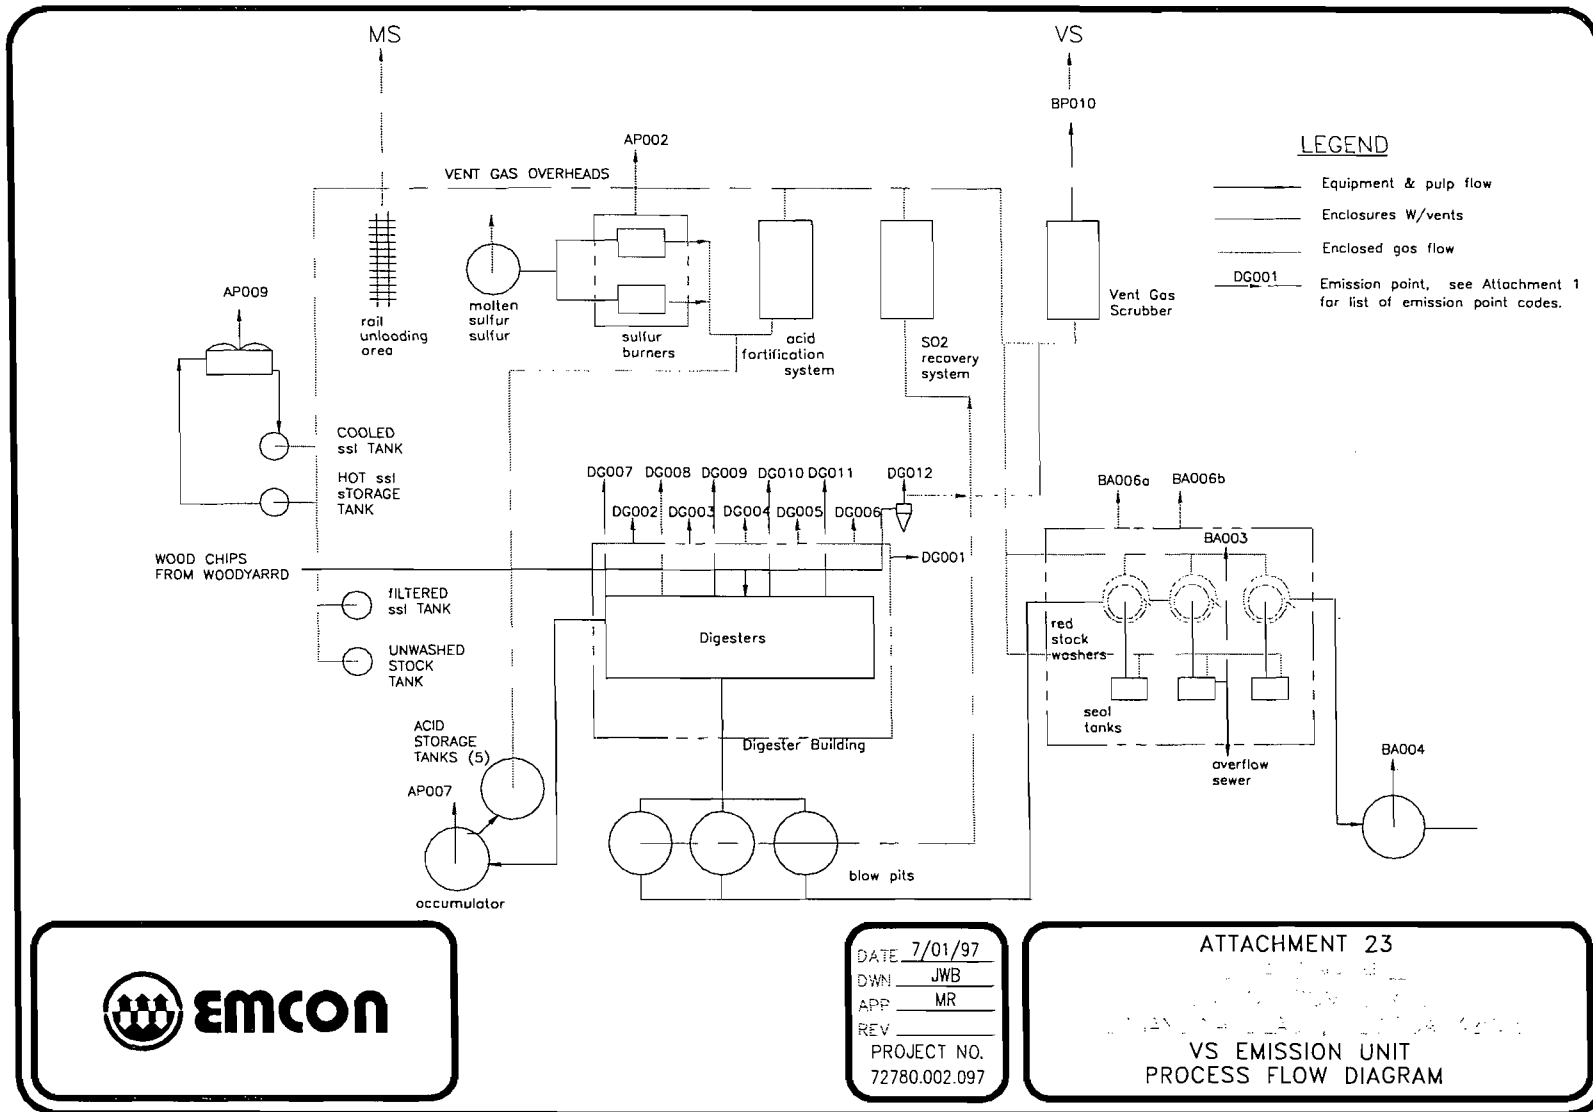 MS
VS
BP010
AP002
VENT GAS OVERHEADS
LEGEND
Equipment & pulp flow
Enclosures W/vents
Enclosed gas flow
DG001
Emission point, see Attachment 1
for list of emission point codes.
AP009
rail
unloading
area
molten
sulfur
sulfur
sulfur
burners
acid
fortification
system
SO2
recovery
system
Vent Gas
Scrubber
COOLED
ssl TANK
HOT ssl
sTORAGE
TANK
DG007
DG008
DG009
DG010
DG011
DG012
DG002
DG003
DG004
DG005
DG006
DG001
BA006a
BA006b
BA003
WOOD CHIPS
FROM WOODYARRD
fILTERED
ssl TANK
UNWASHED
STOCK
TANK
Digesters
red
stock
washers
seal
tanks
overflow
sewer
BA004
ACID
STORAGE
TANKS (5)
Digester Building
AP007
accumulator
blow pits
EMCON
DATE 7/01/97
DWN JWB
APP MR
REV
PROJECT NO.
72780.002.097
ATTACHMENT 23
VS EMISSION UNIT
PROCESS FLOW DIAGRAM